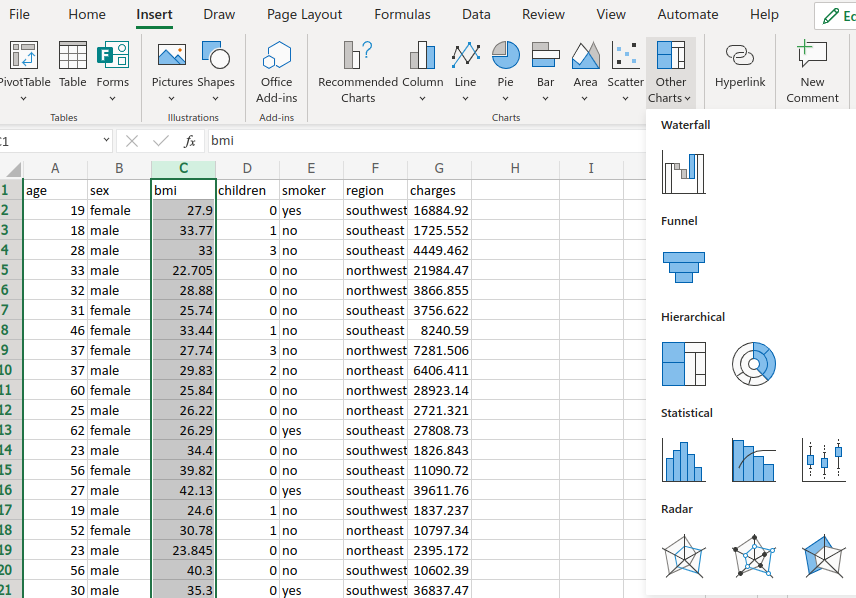 File Home Insert Draw Page Layout Formulas Data Review View Automate Help
PivotTable Table Forms Pictures Shapes Office Add-ins Recommended Charts Column Line Pie Bar Area Scatter Other Charts Hyperlink New Comment
Tables Illustrations Add-ins Charts
bmi
A B C D E F G H I
1 age sex bmi children smoker region charges
2 19 female 27.9 0 yes southwest 16884.92
3 18 male 33.77 1 no southeast 1725.552
4 28 male 33 3 no southeast 4449.462
5 33 male 22.705 0 no northwest 21984.47
6 32 male 28.88 0 no northwest 3866.855
7 31 female 25.74 0 no southeast 3756.622
8 46 female 33.44 1 no southeast 8240.59
9 37 female 27.74 3 no northwest 7281.506
10 37 male 29.83 2 no northeast 6406.411
11 60 female 25.84 0 no northwest 28923.14
12 25 male 26.22 0 no northeast 2721.321
13 62 female 26.29 0 yes southeast 27808.73
14 23 male 34.4 0 no southwest 1826.843
15 56 female 39.82 0 no southeast 11090.72
16 27 male 42.13 0 yes southeast 39611.76
17 19 male 24.6 1 no southwest 1837.237
18 52 female 30.78 1 no northeast 10797.34
19 23 male 23.845 0 no northeast 2395.172
20 56 male 40.3 0 no southwest 10602.39
21 30 male 35.3 0 yes southwest 36837.47
Waterfall
Funnel
Hierarchical
Statistical
Radar